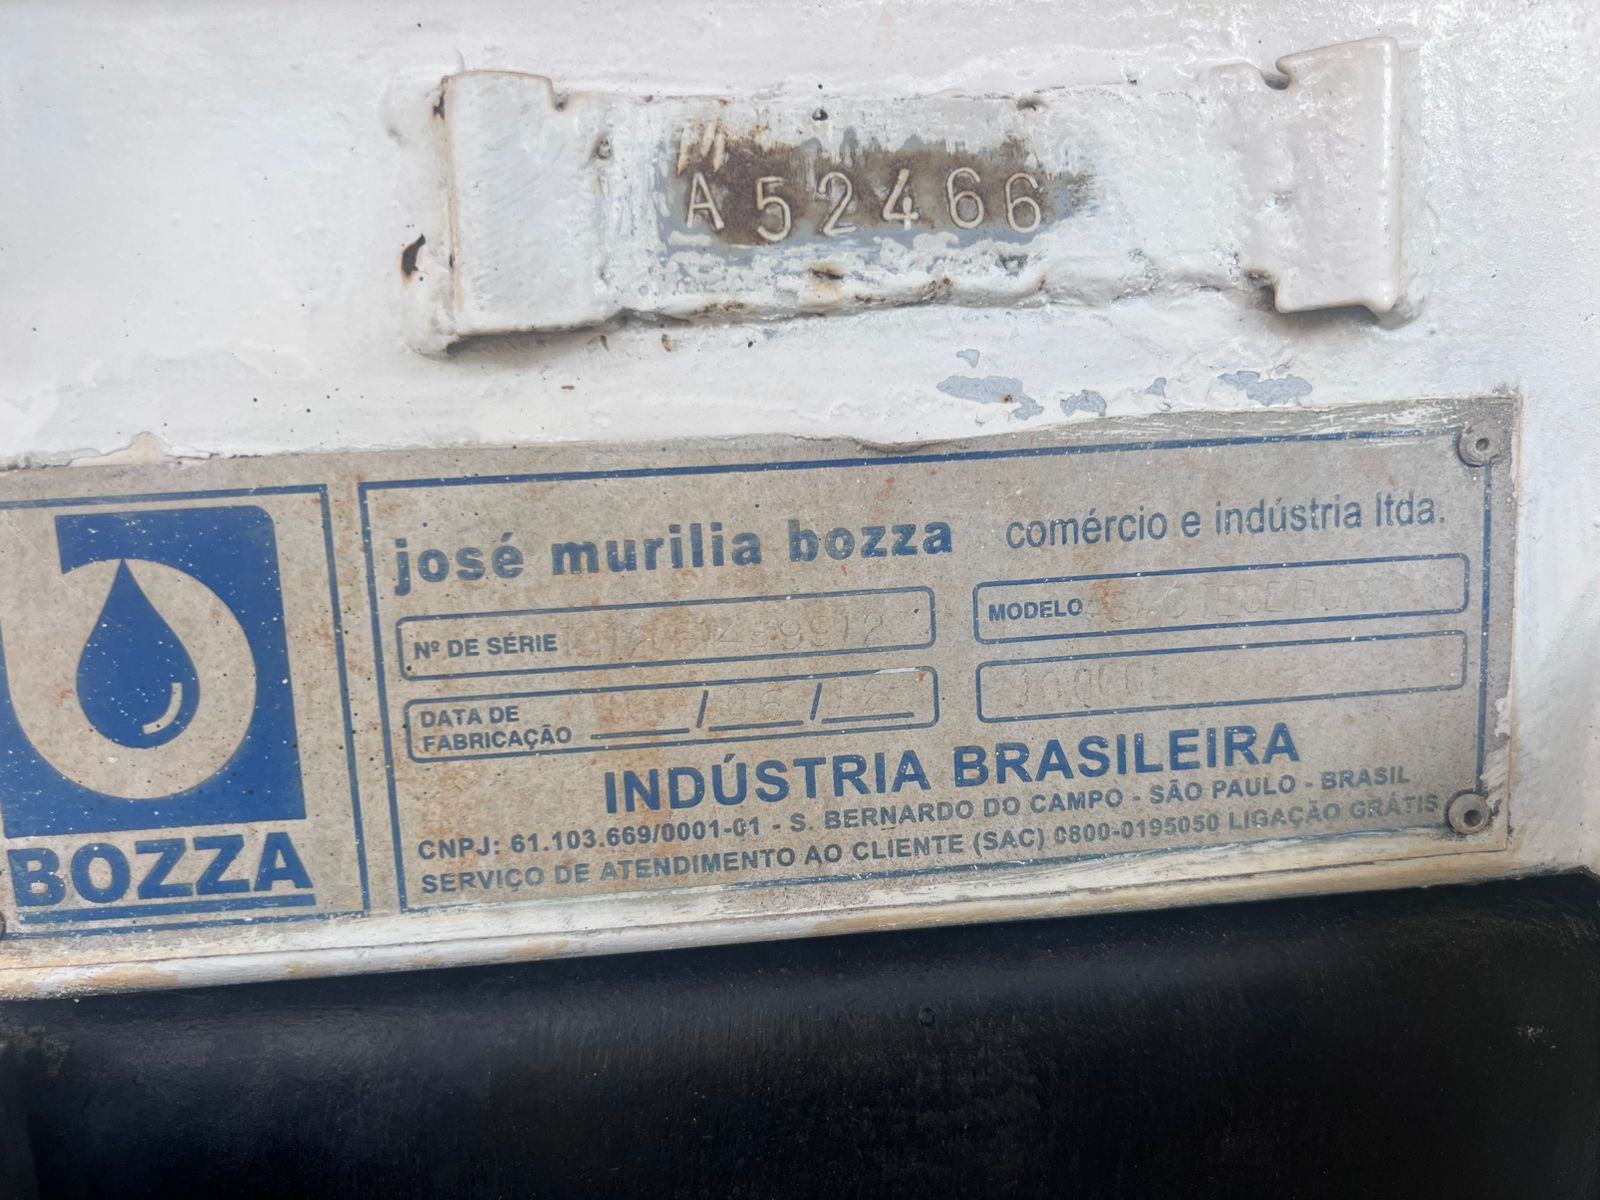 A52466
josé murilia bozza comércio e indústria ltda.
Nº DE SÉRIE
MODELO
DATA DE
FABRICAÇÃO / /
INDÚSTRIA BRASILEIRA
CNPJ: 61.103.669/0001-01 - S. BERNARDO DO CAMPO - SÃO PAULO - BRASIL
SERVIÇO DE ATENDIMENTO AO CLIENTE (SAC) 0800-0195050 LIGAÇÃO GRÁTIS
BOZZA